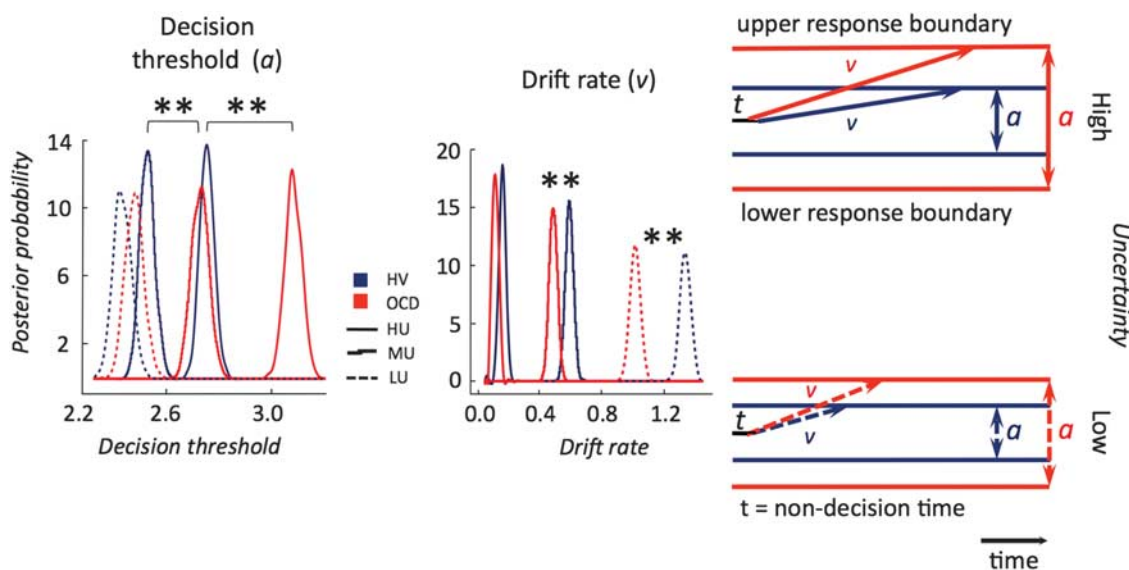 Decision
threshold (a)
** **
Posterior probability
14
10
6
2
2.2 2.6 3.0
Decision threshold
HV
OCD
HU
MU
LU
Drift rate (v)
20
15
10
5
0
**
**
0.0 0.4 0.8 1.2
Drift rate
upper response boundary
v
t
v
a
a
High
lower response boundary
Uncertainty
v
t
v
a
a
Low
t = non-decision time
time